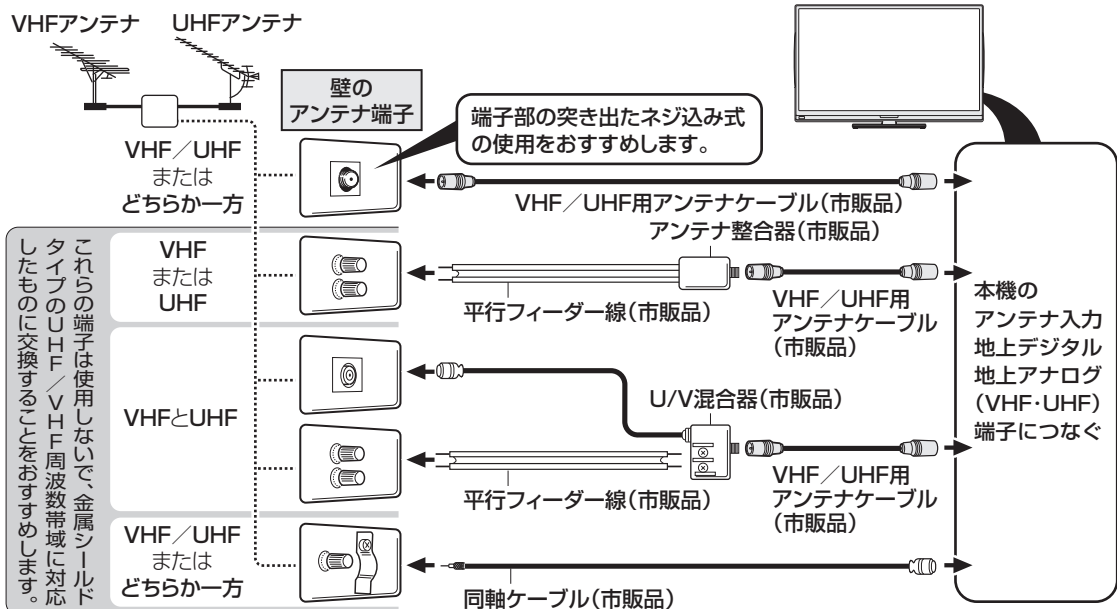 VHFアンテナ
UHFアンテナ
壁の
アンテナ端子
端子部の突き出たネジ込み式
の使用をおすすめします。
VHF／UHF
または
どちらか一方
VHF／UHF用アンテナケーブル（市販品）
アンテナ整合器（市販品）
VHF
または
UHF
平行フィーダー線（市販品）
VHF／UHF用
アンテナケーブル
（市販品）
VHFとUHF
U/V混合器（市販品）
平行フィーダー線（市販品）
VHF／UHF用
アンテナケーブル
（市販品）
VHF／UHF
または
どちらか一方
同軸ケーブル（市販品）
これらの端子は使用しないで、金属シールド
タイプのUHF／VHF周波数帯域に対応
したものに交換することをおすすめします。
本機の
アンテナ入力
地上デジタル
地上アナログ
（VHF･UHF）
端子につなぐ